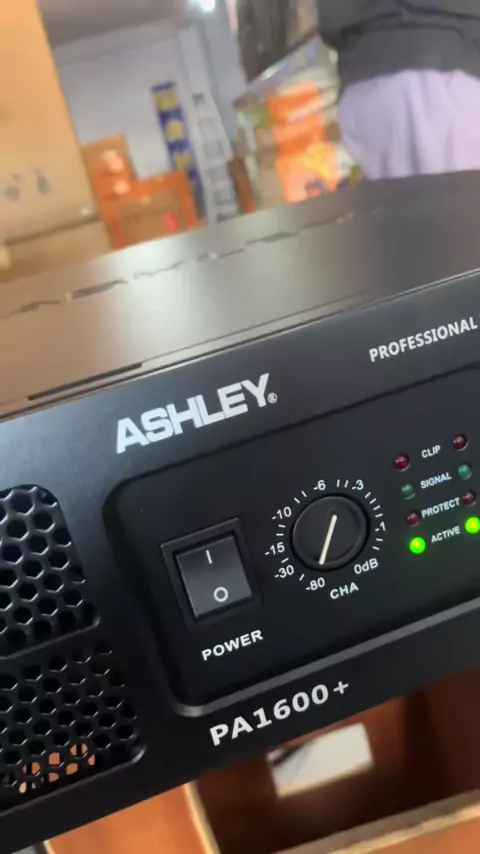 PROFESSIONAL
ASHLEY®
CLIP
SIGNAL
PROTECT
ACTIVE
-6
-3
-10
-1
-15
-30
-80
0dB
CHA
I
O
POWER
PA1600+